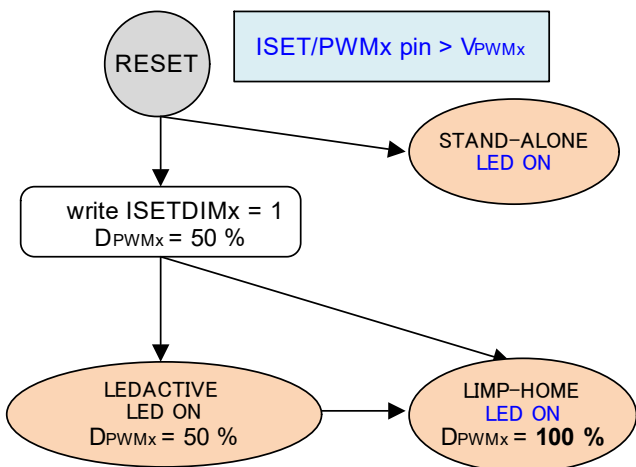 RESET
ISET/PWMx pin > VPWMx
STAND-ALONE
LED ON
write ISETDIMx = 1
DPWMx = 50 %
LEDACTIVE
LED ON
DPWMx = 50 %
LIMP-HOME
LED ON
DPWMx = 100 %